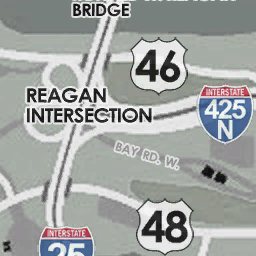 BRIDGE
46
REAGAN
INTERSECTION
INTERSTATE
425
N
BAY RD. W.
48
INTERSTATE
25